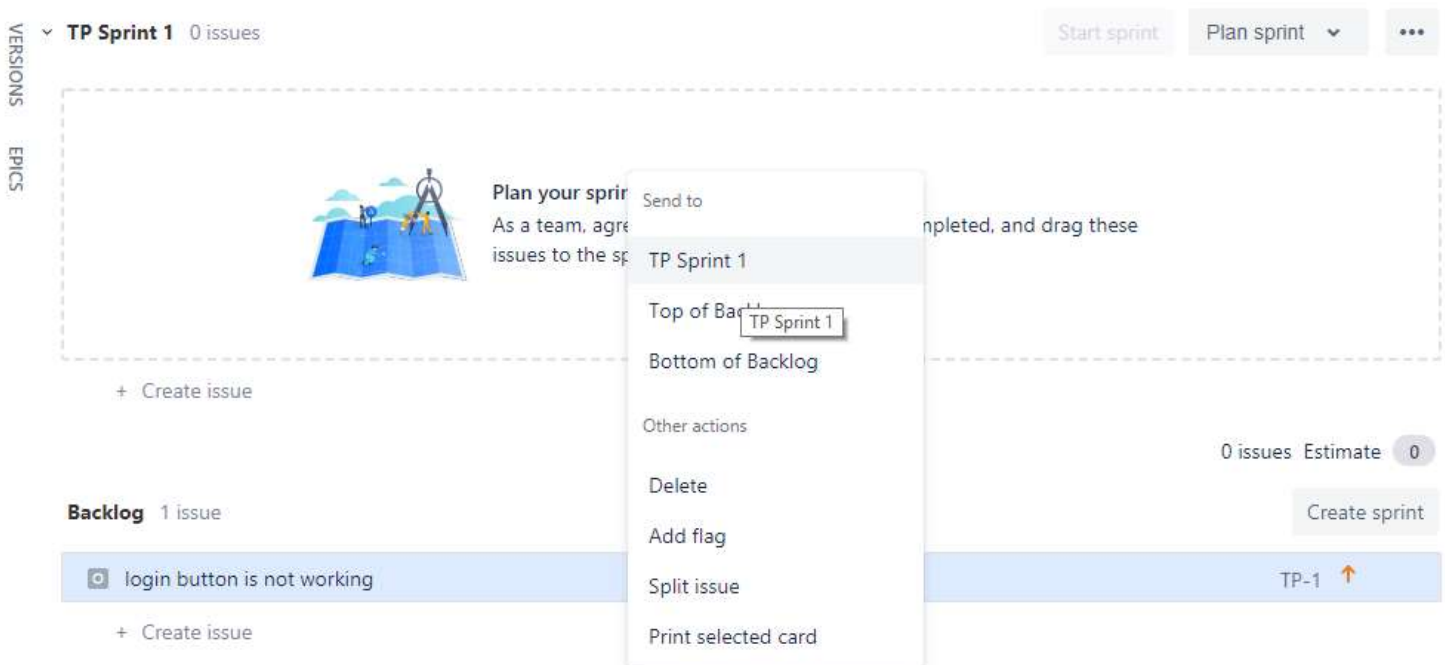 VERSIONS
EPICS
TP Sprint 1 0 issues
Start sprint
Plan sprint
Plan your sprin
As a team, agre
mpleted, and drag these
issues to the sp
Send to
TP Sprint 1
Top of Back
TP Sprint 1
Bottom of Backlog
Other actions
Delete
Add flag
Split issue
Print selected card
+ Create issue
0 issues Estimate 0
Backlog 1 issue
Create sprint
login button is not working
TP-1
+ Create issue